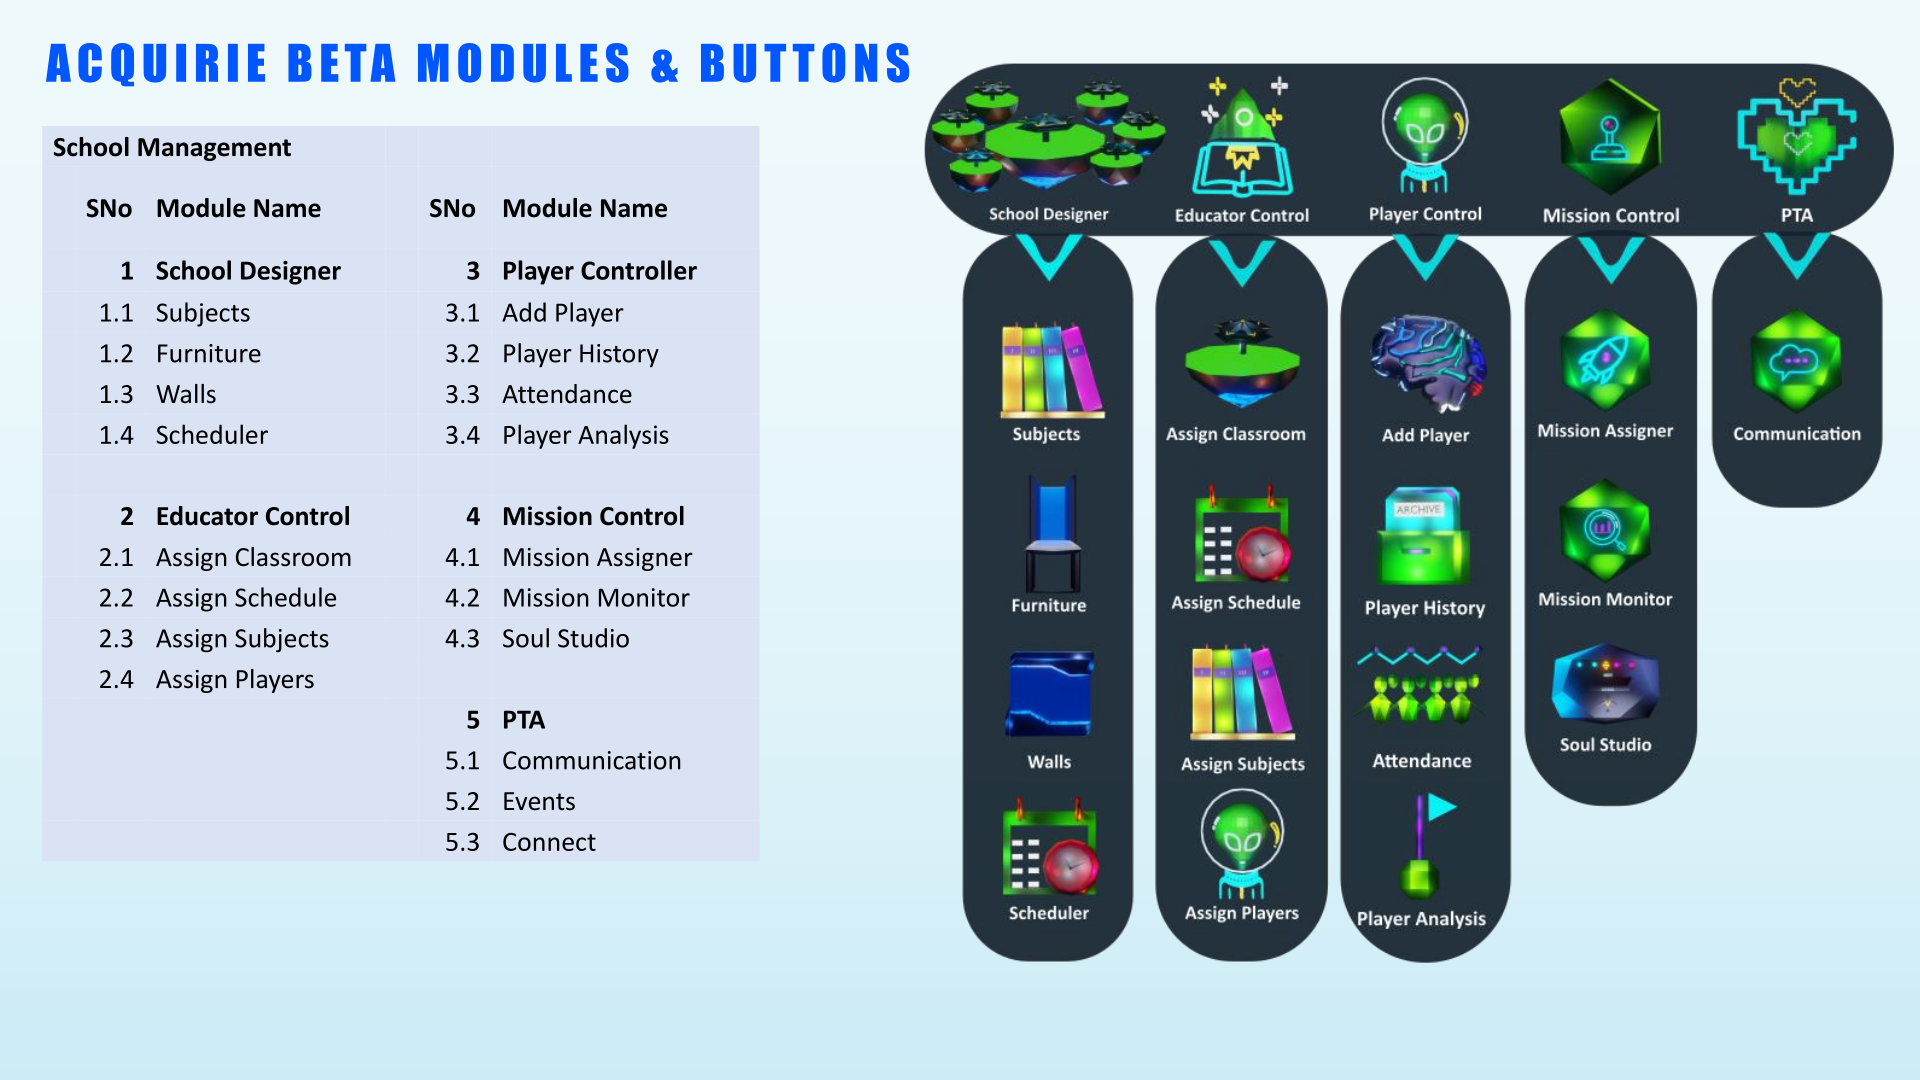 ACQUIRIE BETA MODULES & BUTTONS
School Management
SNo Module Name SNo Module Name
1 School Designer 3 Player Controller
1.1 Subjects 3.1 Add Player
1.2 Furniture 3.2 Player History
1.3 Walls 3.3 Attendance
1.4 Scheduler 3.4 Player Analysis
2 Educator Control 4 Mission Control
2.1 Assign Classroom 4.1 Mission Assigner
2.2 Assign Schedule 4.2 Mission Monitor
2.3 Assign Subjects 4.3 Soul Studio
2.4 Assign Players
5 PTA
5.1 Communication
5.2 Events
5.3 Connect
School Designer Educator Control Player Control Mission Control PTA
Subjects Assign Classroom Add Player Mission Assigner Communication
ARCHIVE
Furniture Assign Schedule Player History Mission Monitor
Walls Assign Subjects Attendance Soul Studio
Scheduler Assign Players Player Analysis